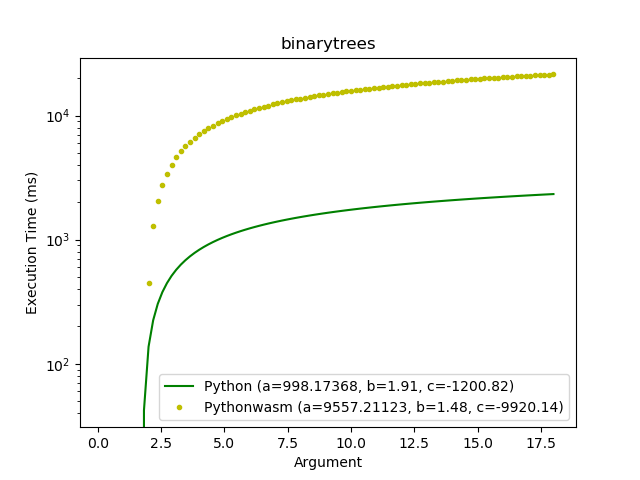 binarytrees
Execution Time (ms)
10^4
10^3
10^2
Python (a=998.17368, b=1.91, c=-1200.82)
Pythonwasm (a=9557.21123, b=1.48, c=-9920.14)
0.0 2.5 5.0 7.5 10.0 12.5 15.0 17.5
Argument